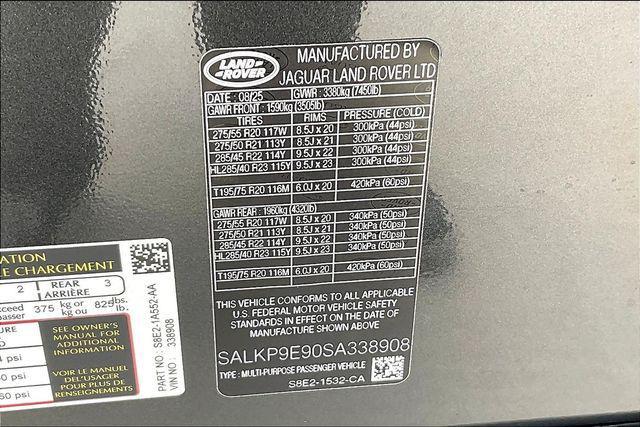 LAND ROVER
MANUFACTURED BY
JAGUAR LAND ROVER LTD
DATE : 08/25 GVWR : 3380kg (7450lb)
GAWR FRONT : 1590kg (3505lb)
TIRES RIMS PRESSURE (COLD)
275/55 R20 117W 8.5J x 20 300kPa (44psi)
275/50 R21 113Y 8.5J x 21 300kPa (44psi)
285/45 R22 114Y 9.5J x 22 300kPa (44psi)
HL285/40 R23 115Y 9.5J x 23 300kPa (44psi)
T195/75 R20 116M 6.0J x 20 420kPa (60psi)
GAWR REAR : 1960kg (4320lb)
275/55 R20 117W 8.5J x 20 340kPa (50psi)
275/50 R21 113Y 8.5J x 21 340kPa (50psi)
285/45 R22 114Y 9.5J x 22 340kPa (50psi)
HL285/40 R23 115Y 9.5J x 23 340kPa (50psi)
T195/75 R20 116M 6.0J x 20 420kPa (60psi)
THIS VEHICLE CONFORMS TO ALL APPLICABLE
U.S. FEDERAL MOTOR VEHICLE SAFETY
STANDARDS IN EFFECT ON THE DATE OF
MANUFACTURE SHOWN ABOVE
SALKP9E90SA338908
TYPE : MULTI-PURPOSE PASSENGER VEHICLE
S8E2-1532-CA
ATION
E CHARGEMENT
2 REAR ARRIÈRE 3
xceed 375 kg or 825 lbs.
passer kg ou lb.
SEE OWNER'S
MANUAL FOR
ADDITIONAL
INFORMATION
VOIR LE MANUEL
DE L'USAGER
POUR PLUS DE
RENSEIGNEMENTS
PART NO : S8E2-1A552-AA
VIN NO : 338908